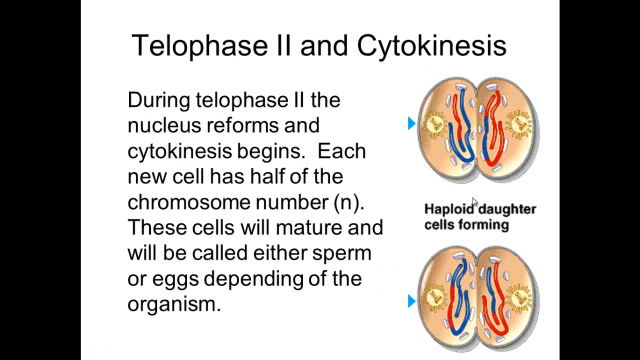 Telophase II and Cytokinesis
During telophase II the
nucleus reforms and
cytokinesis begins.  Each
new cell has half of the
chromosome number (n).
These cells will mature and
will be called either sperm
or eggs depending of the
organism.
Haploid daughter
cells forming